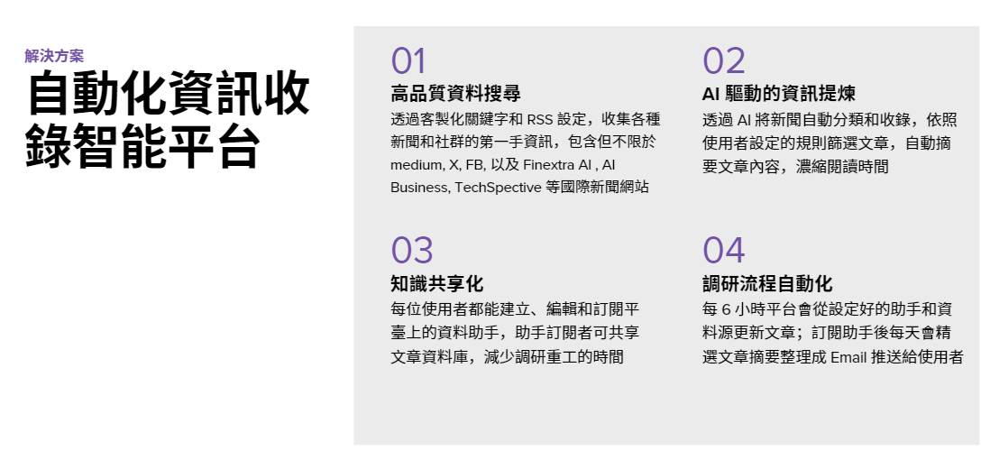 解決方案
自動化資訊收
錄智能平台
01
高品質資料搜尋
透過客製化關鍵字和 RSS 設定，收集各種
新聞和社群的第一手資訊，包含但不限於
medium, X, FB, 以及 Finextra AI , AI
Business, TechSpective 等國際新聞網站
02
AI 驅動的資訊提煉
透過 AI 將新聞自動分類和收錄，依照
使用者設定的規則篩選文章，自動摘
要文章內容，濃縮閱讀時間
03
知識共享化
每位使用者都能建立、編輯和訂閱平
臺上的資料助手，助手訂閱者可共享
文章資料庫，減少調研重工的時間
04
調研流程自動化
每 6 小時平台會從設定好的助手和資
料源更新文章；訂閱助手後每天會精
選文章摘要整理成 Email 推送給使用者